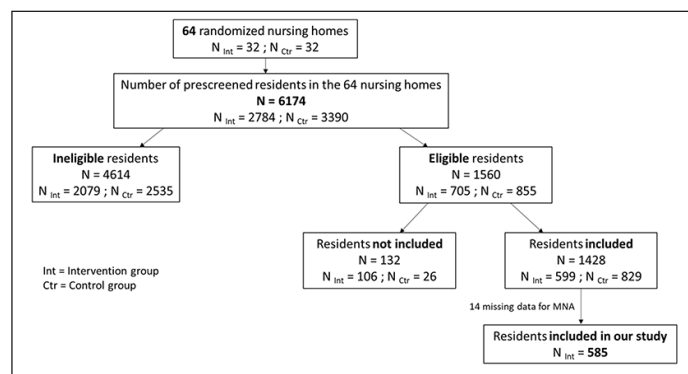 64 randomized nursing homes
N Int = 32 ; N Ctr = 32
Number of prescreened residents in the 64 nursing homes
N = 6174
N Int = 2784 ; N Ctr = 3390
Ineligible residents
N = 4614
N Int = 2079 ; N Ctr = 2535
Eligible residents
N = 1560
N Int = 705 ; N Ctr = 855
Residents not included
N = 132
N Int = 106 ; N Ctr = 26
Residents included
N = 1428
N Int = 599 ; N Ctr = 829
Int = Intervention group
Ctr = Control group
14 missing data for MNA
Residents included in our study
N Int = 585